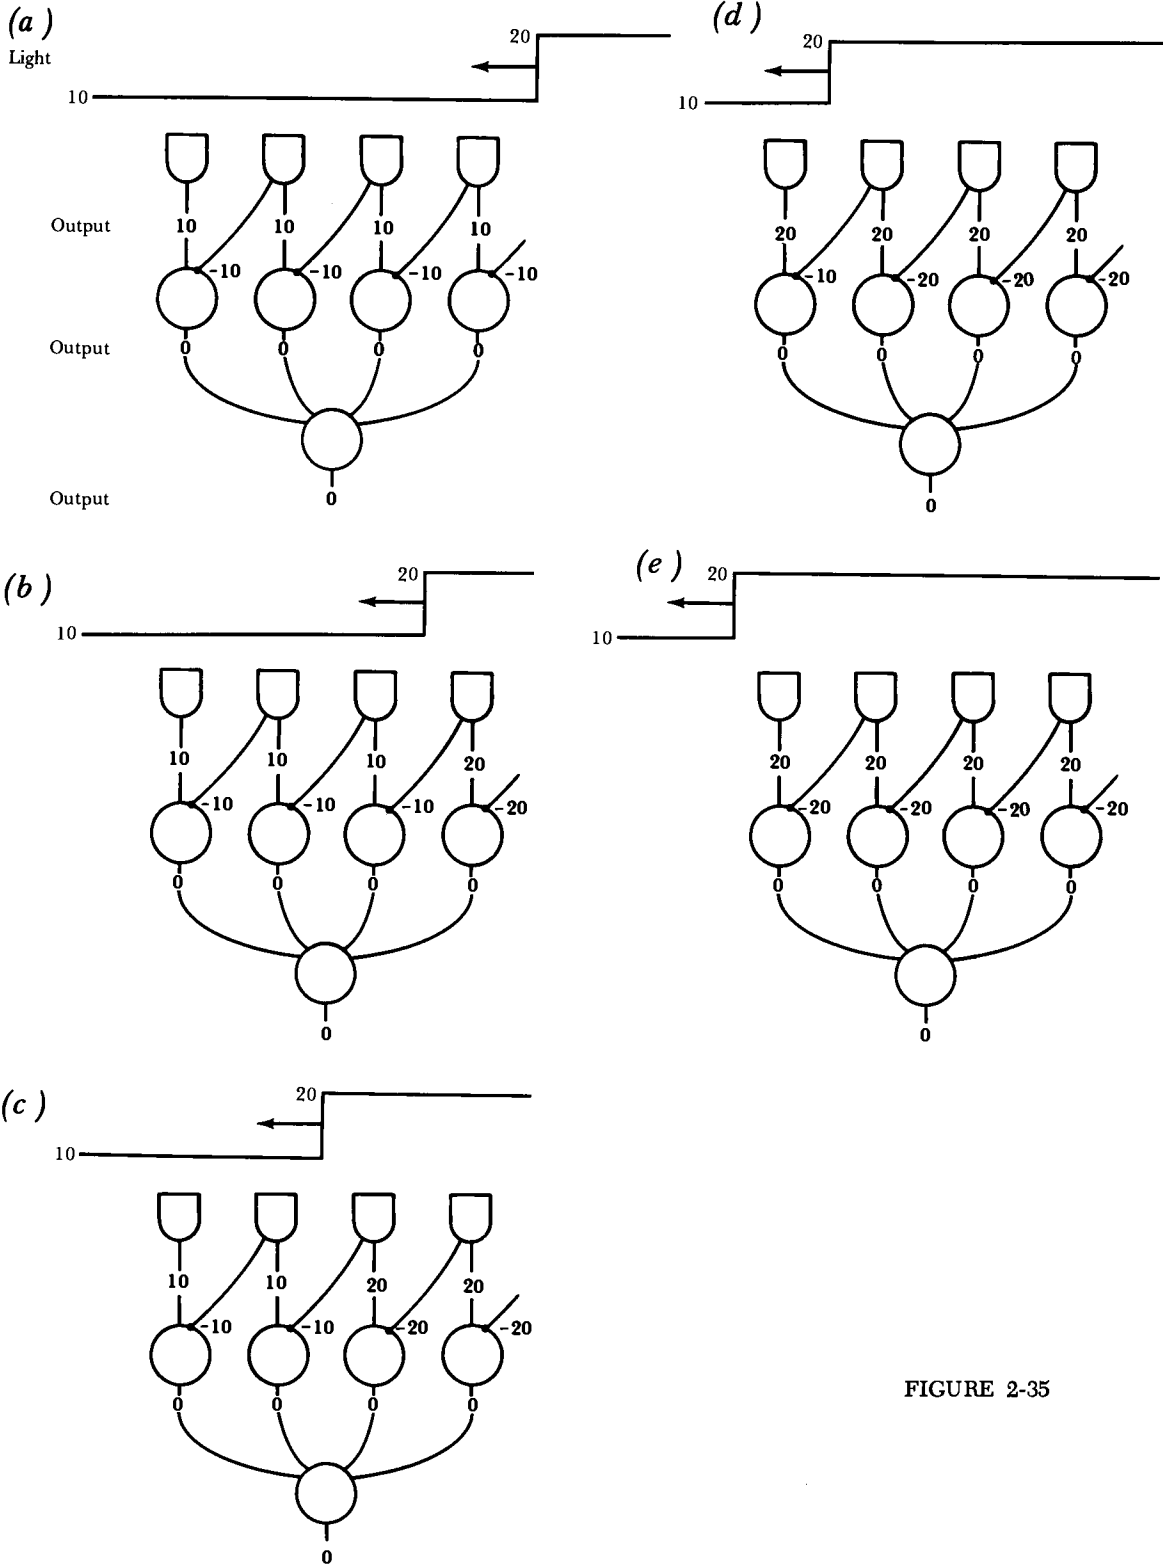 (a)
20
Light
10
Output 10 10 10 10
-10 -10 -10 -10
Output 0 0 0 0
Output 0
(d)
20
10
20 20 20 20
-10 -20 -20 -20
0 0 0 0
0
(b)
20
10
10 10 10 20
-10 -10 -10 -20
0 0 0 0
0
(e)
20
10
20 20 20 20
-20 -20 -20 -20
0 0 0 0
0
(c)
20
10
10 10 20 20
-10 -10 -20 -20
0 0 0 0
0
FIGURE 2-35